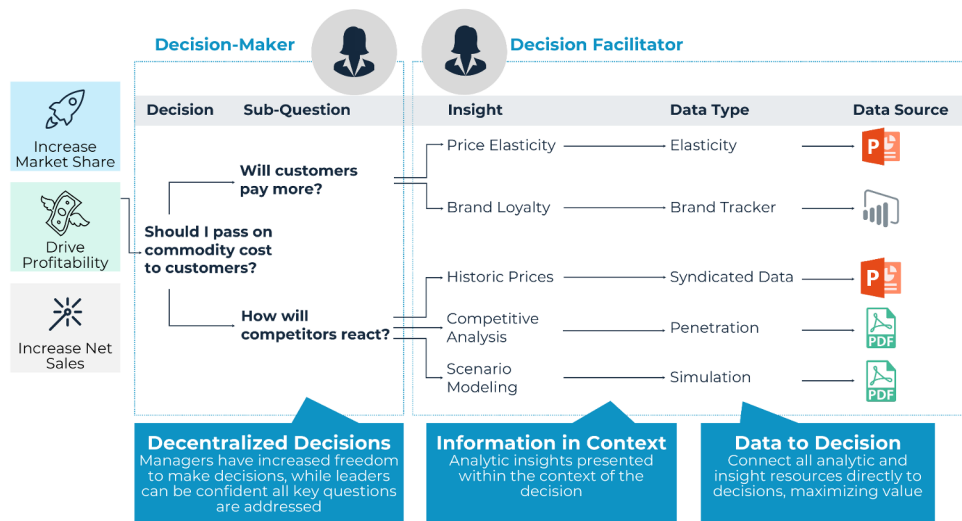 Decision-Maker
Decision Facilitator
Decision
Sub-Question
Insight
Data Type
Data Source
Increase
Market Share
Drive
Profitability
Increase Net
Sales
Should I pass on
commodity cost
to customers?
Will customers
pay more?
How will
competitors react?
Price Elasticity
Elasticity
P
Brand Loyalty
Brand Tracker
Historic Prices
Syndicated Data
P
Competitive
Analysis
Penetration
PDF
Scenario
Modeling
Simulation
PDF
Decentralized Decisions
Managers have increased freedom
to make decisions, while leaders
can be confident all key questions
are addressed
Information in Context
Analytic insights presented
within the context of the
decision
Data to Decision
Connect all analytic and
insight resources directly to
decisions, maximizing value